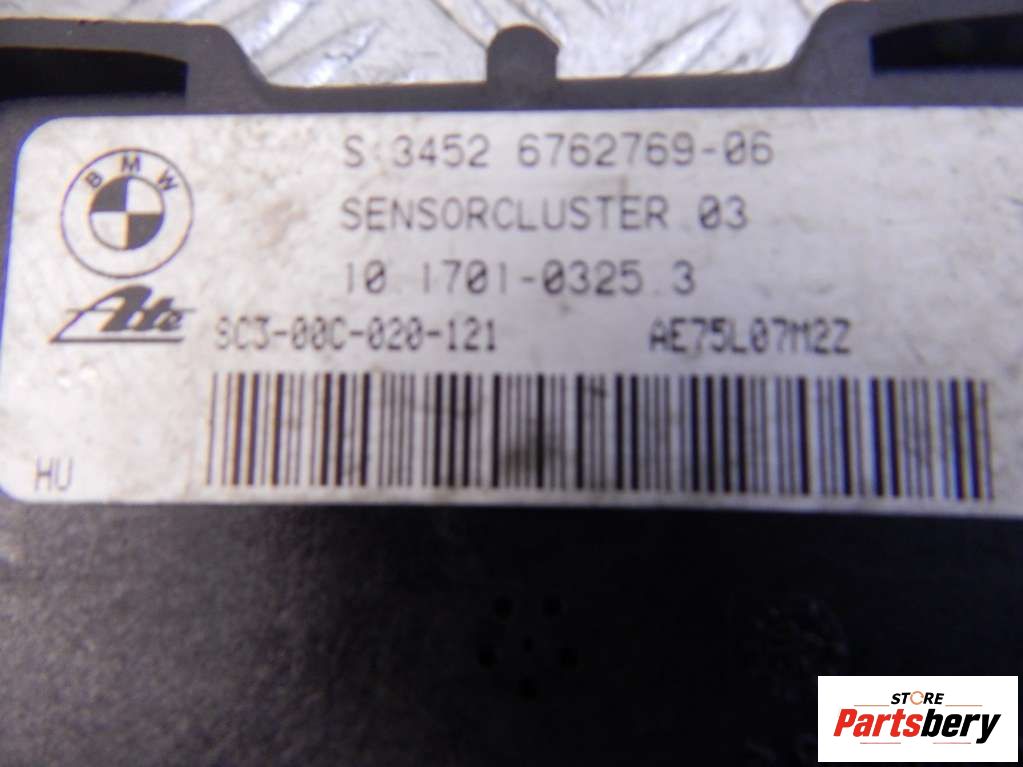 BMW
S 3452 6762769-06
SENSORCLUSTER 03
10.1701-0325.3
Ate
SC3-00C-020-121 AE75L07M2Z
HU
STORE
Partsbery